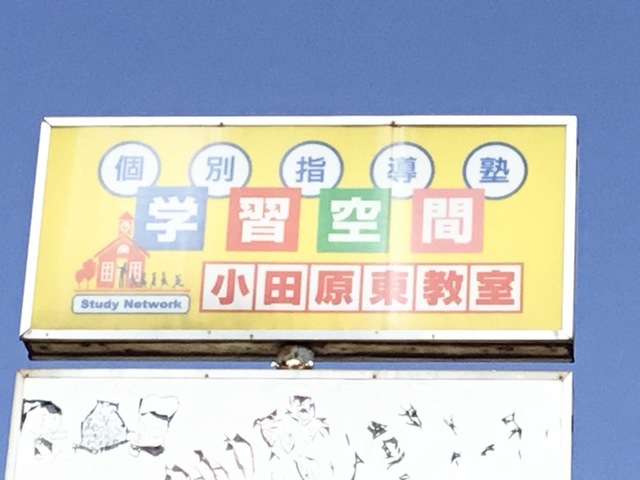 個別指導塾
学習空間
小田原東教室
Study Network